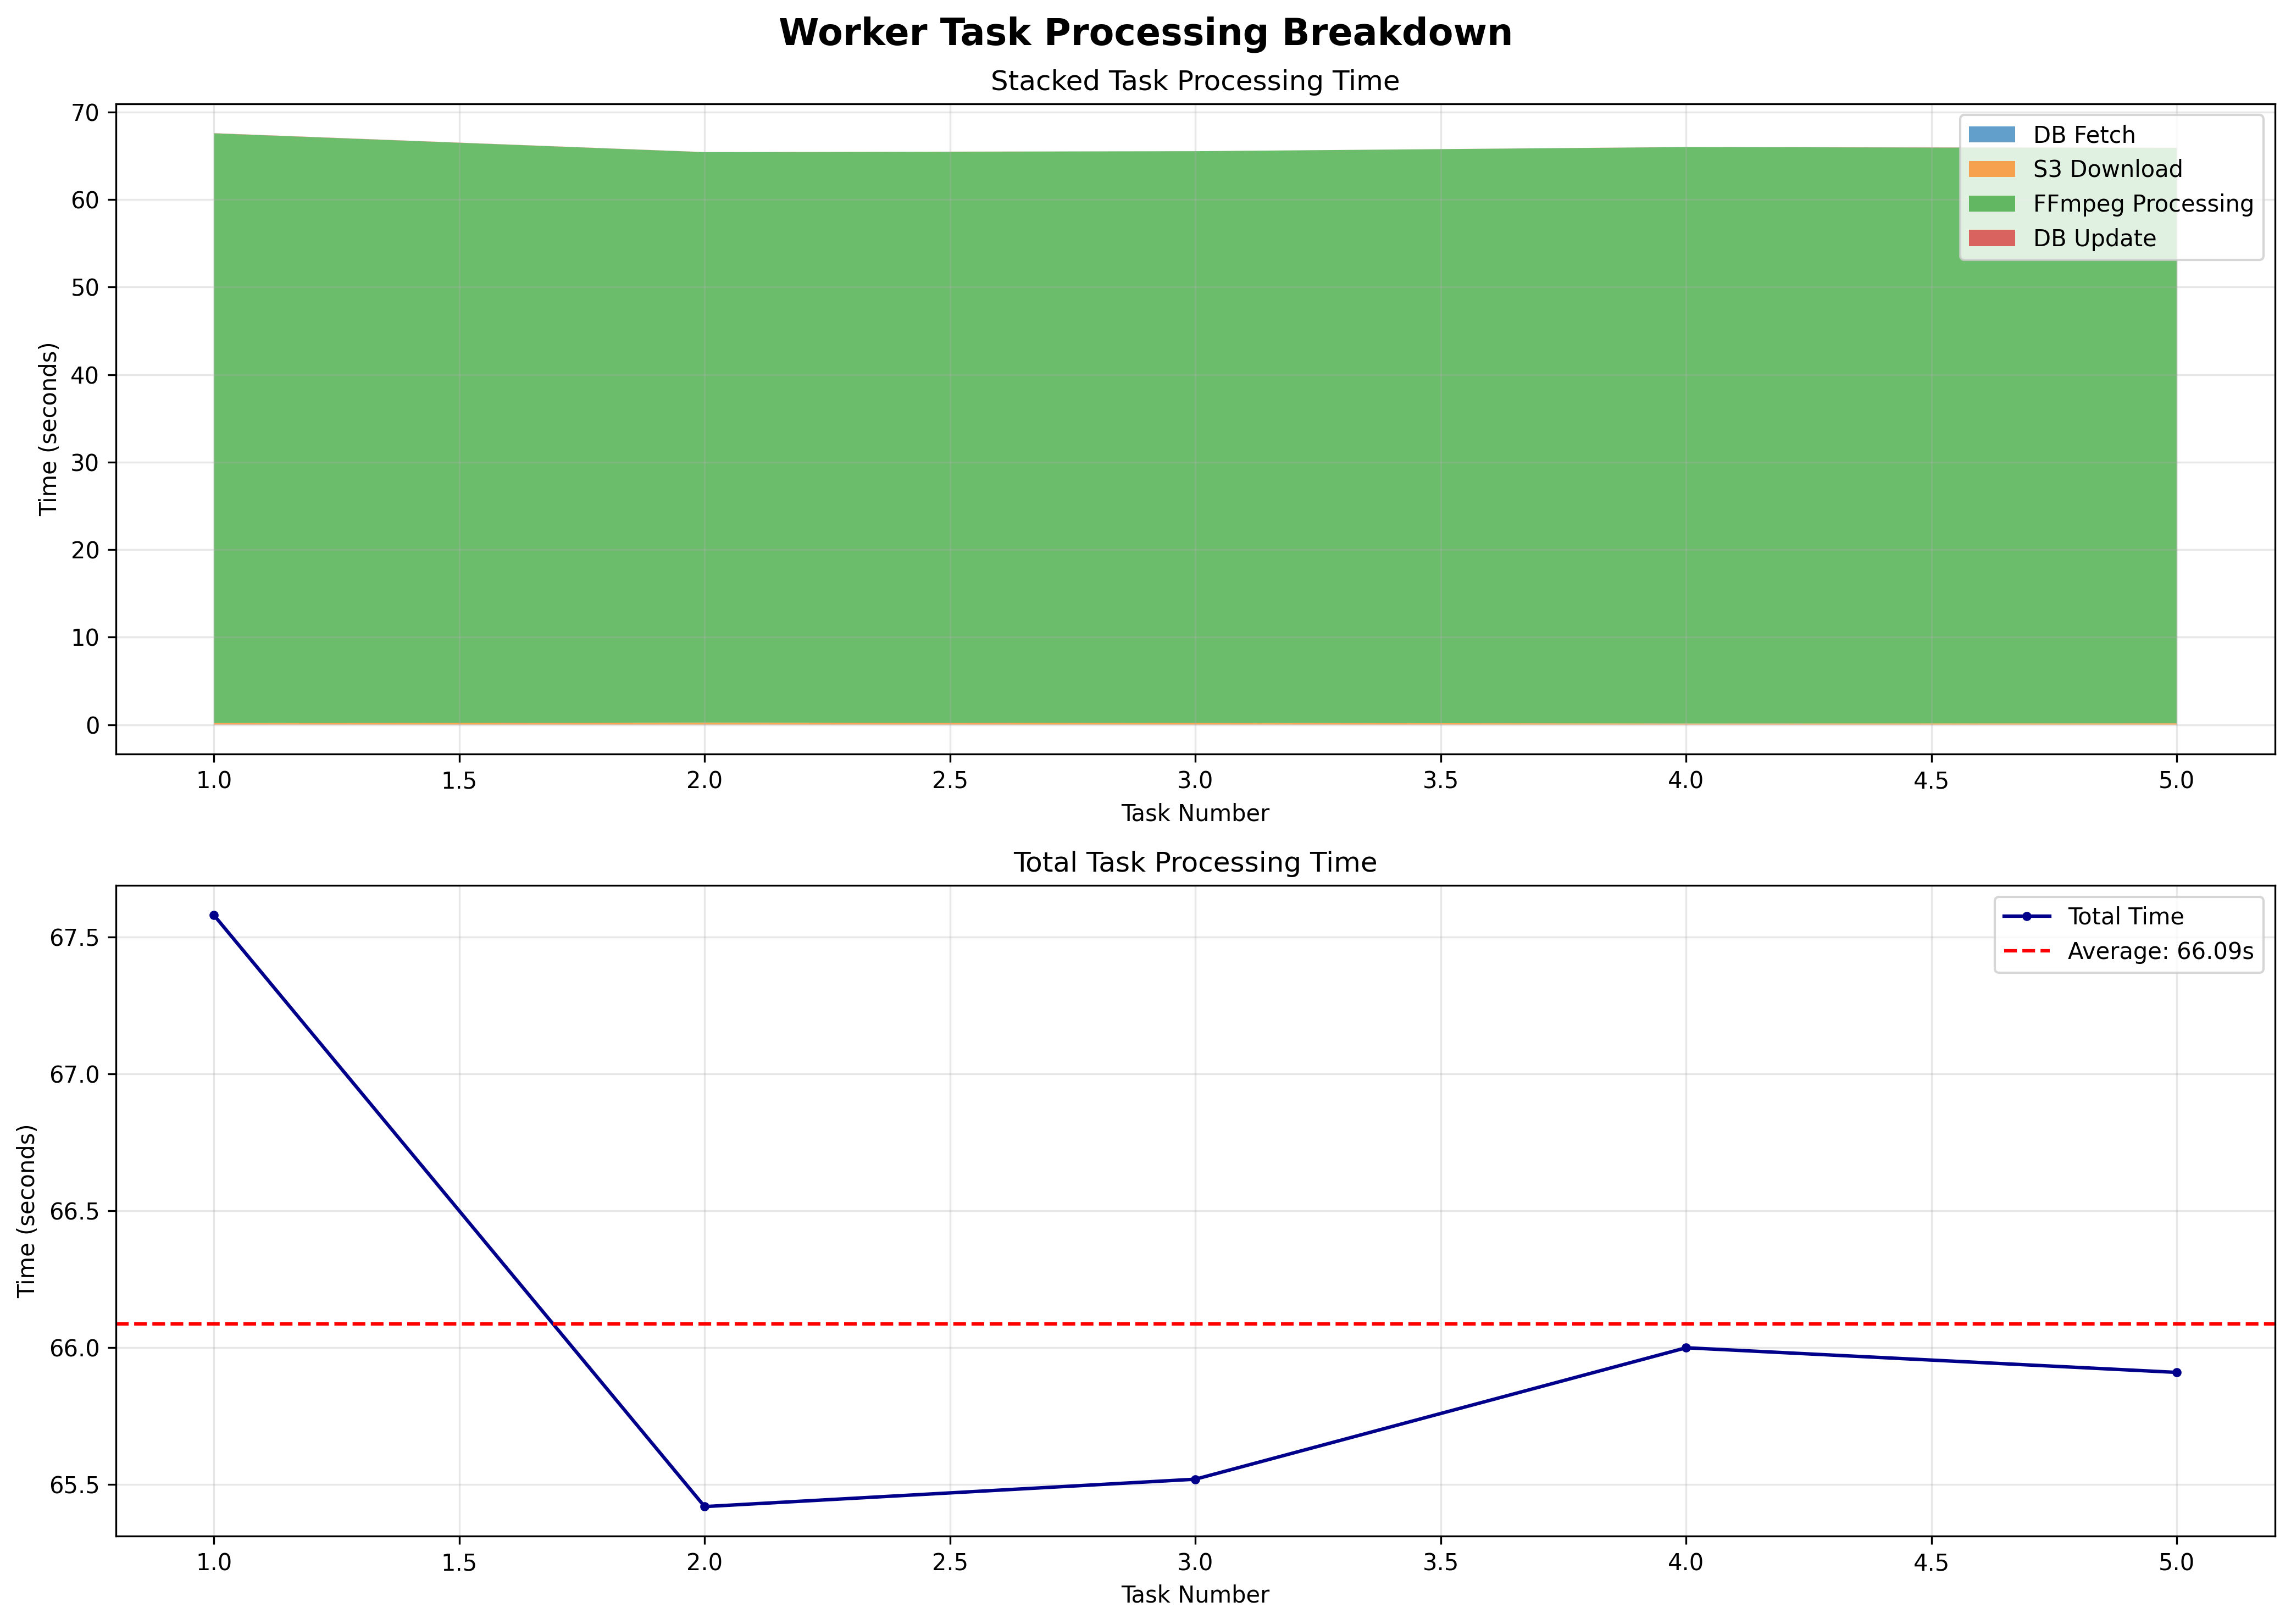 Worker Task Processing Breakdown
Stacked Task Processing Time
70
60
50
40
30
20
10
0
Time (seconds)
DB Fetch
S3 Download
FFmpeg Processing
DB Update
1.0 1.5 2.0 2.5 3.0 3.5 4.0 4.5 5.0
Task Number
Total Task Processing Time
67.5
67.0
66.5
66.0
65.5
Time (seconds)
Total Time
Average: 66.09s
1.0 1.5 2.0 2.5 3.0 3.5 4.0 4.5 5.0
Task Number